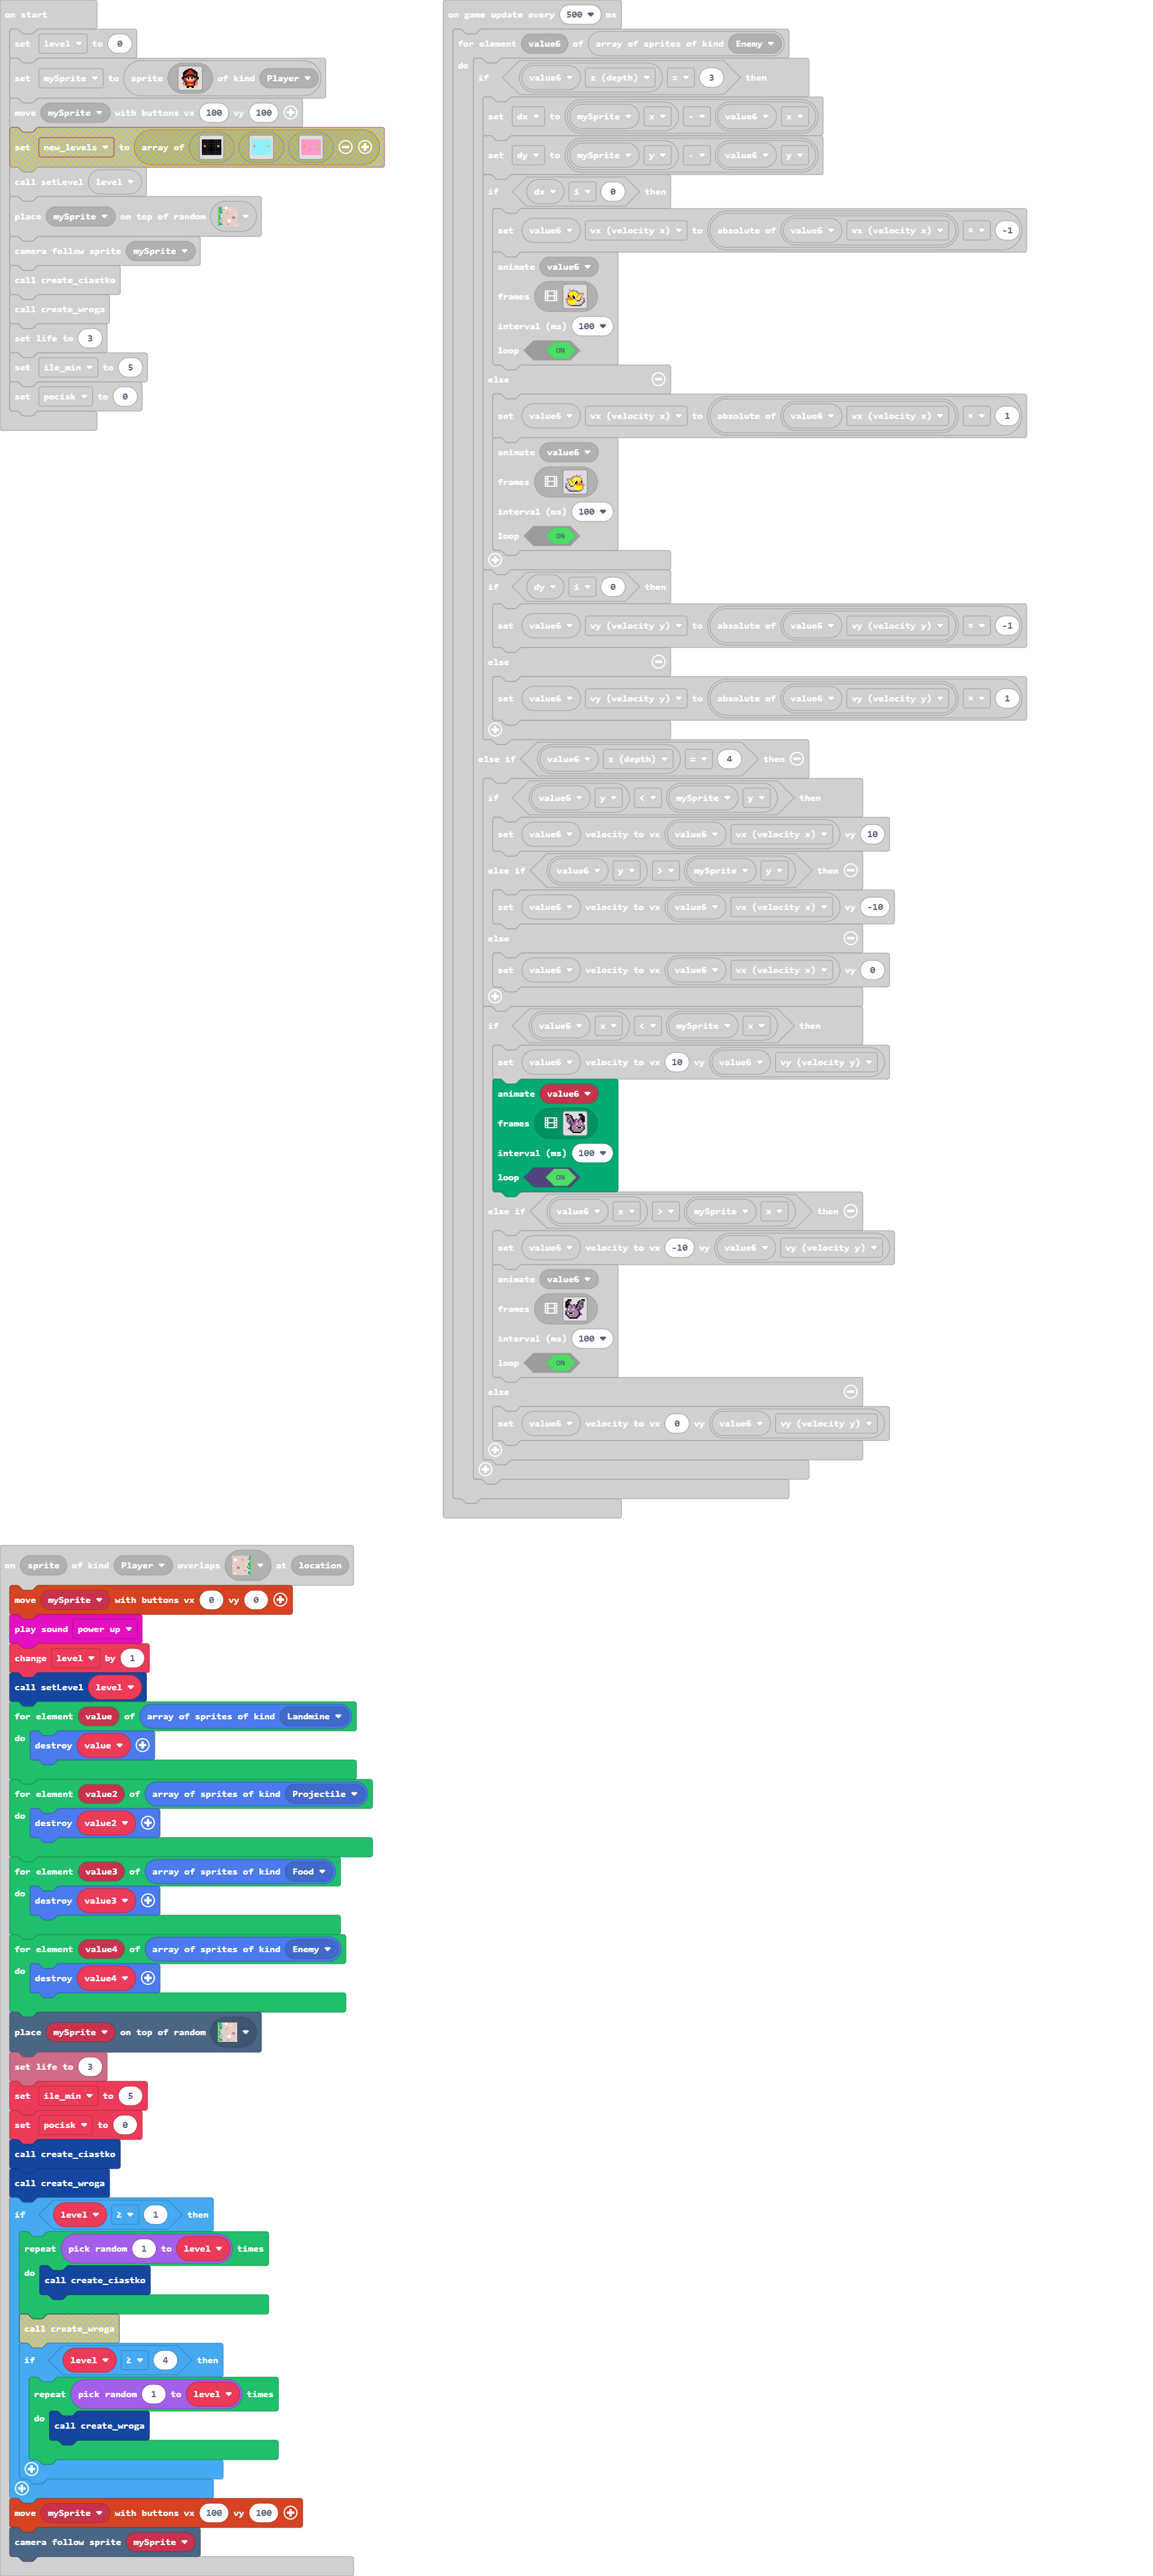 on start
set level to 0
set mySprite to sprite of kind Player
move mySprite with buttons vx 100 vy 100
set new_levels to array of
call setLevel level
place mySprite on top of random
camera follow sprite mySprite
call create_ciastko
call create_wroga
set life to 3
set ile_min to 5
set pocisk to 0
on game update every 500 ms
for element value6 of array of sprites of kind Enemy
do
if value6 z (depth) = 3 then
set dx to mySprite x - value6 x
set dy to mySprite y - value6 y
if dx ≤ 0 then
set value6 vx (velocity x) to absolute of value6 vx (velocity x) × -1
animate value6
frames
interval (ms) 100
loop ON
else
set value6 vx (velocity x) to absolute of value6 vx (velocity x) × 1
animate value6
frames
interval (ms) 100
loop ON
if dy ≤ 0 then
set value6 vy (velocity y) to absolute of value6 vy (velocity y) × -1
else
set value6 vy (velocity y) to absolute of value6 vy (velocity y) × 1
else if value6 z (depth) = 4 then
if value6 y < mySprite y then
set value6 velocity to vx value6 vx (velocity x) vy 10
else if value6 y > mySprite y then
set value6 velocity to vx value6 vx (velocity x) vy -10
else
set value6 velocity to vx value6 vx (velocity x) vy 0
if value6 x < mySprite x then
set value6 velocity to vx 10 vy value6 vy (velocity y)
animate value6
frames
interval (ms) 100
loop ON
else if value6 x > mySprite x then
set value6 velocity to vx -10 vy value6 vy (velocity y)
animate value6
frames
interval (ms) 100
loop ON
else
set value6 velocity to vx 0 vy value6 vy (velocity y)
on sprite of kind Player overlaps at location
move mySprite with buttons vx 0 vy 0
play sound power up
change level by 1
call setLevel level
for element value of array of sprites of kind Landmine
do
destroy value
for element value2 of array of sprites of kind Projectile
do
destroy value2
for element value3 of array of sprites of kind Food
do
destroy value3
for element value4 of array of sprites of kind Enemy
do
destroy value4
place mySprite on top of random
set life to 3
set ile_min to 5
set pocisk to 0
call create_ciastko
call create_wroga
if level ≥ 1 then
repeat pick random 1 to level times
do
call create_ciastko
call create_wroga
if level ≥ 4 then
repeat pick random 1 to level times
do
call create_wroga
move mySprite with buttons vx 100 vy 100
camera follow sprite mySprite